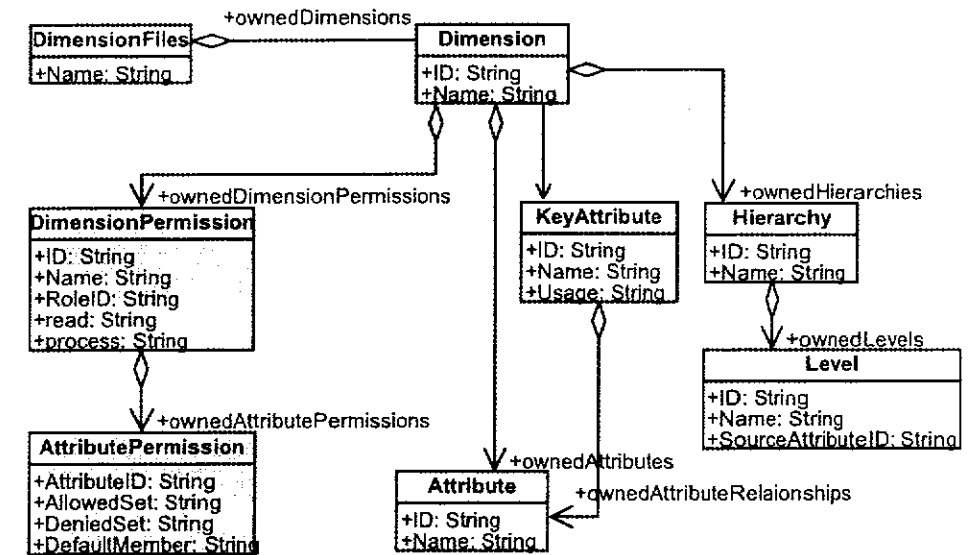 +ownedDimensions
DimensionFiles
+Name: String
Dimension
+ID: String
+Name: String
+ownedDimensionPermissions
+ownedHierarchies
DimensionPermission
+ID: String
+Name: String
+RoleID: String
+read: String
+process: String
KeyAttribute
+ID: String
+Name: String
+Usage: String
Hierarchy
+ID: String
+Name: String
+ownedLevels
Level
+ID: String
+Name: String
+SourceAttributeID: String
+ownedAttributePermissions
AttributePermission
+AttributeID: String
+AllowedSet: String
+DeniedSet: String
+DefaultMember: String
+ownedAttributes
Attribute
+ID: String
+Name: String
+ownedAttributeRelaionships